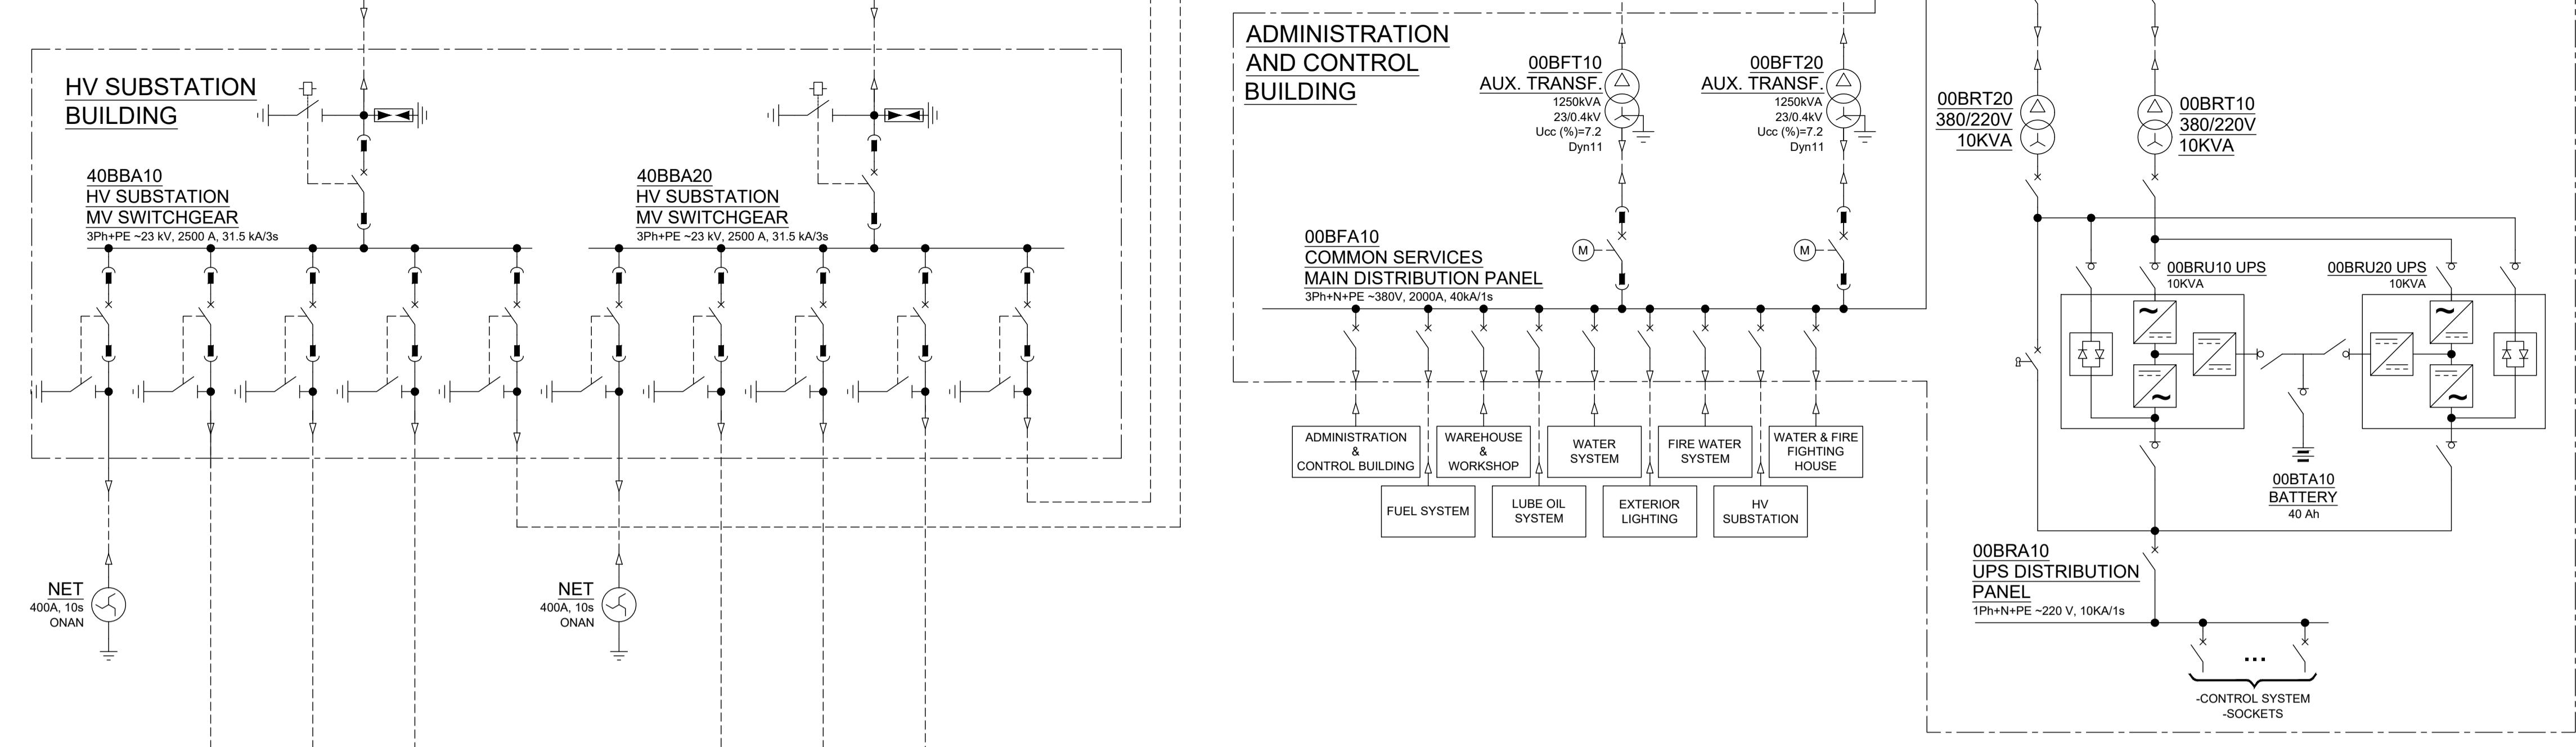 HV SUBSTATION
BUILDING
40BBA10
HV SUBSTATION
MV SWITCHGEAR
3Ph+PE ~23 kV, 2500 A, 31.5 kA/3s
40BBA20
HV SUBSTATION
MV SWITCHGEAR
3Ph+PE ~23 kV, 2500 A, 31.5 kA/3s
NET
400A, 10s
ONAN
NET
400A, 10s
ONAN
ADMINISTRATION
AND CONTROL
BUILDING
00BFT10
AUX. TRANSF.
1250kVA
23/0.4kV
Ucc (%)=7.2
Dyn11
00BFT20
AUX. TRANSF.
1250kVA
23/0.4kV
Ucc (%)=7.2
Dyn11
M
M
00BFA10
COMMON SERVICES
MAIN DISTRIBUTION PANEL
3Ph+N+PE ~380V, 2000A, 40kA/1s
ADMINISTRATION
&
CONTROL BUILDING
WAREHOUSE
&
WORKSHOP
WATER
SYSTEM
FIRE WATER
SYSTEM
WATER & FIRE
FIGHTING
HOUSE
FUEL SYSTEM
LUBE OIL
SYSTEM
EXTERIOR
LIGHTING
HV
SUBSTATION
00BRT20
380/220V
10KVA
00BRT10
380/220V
10KVA
00BRU10 UPS
10KVA
00BRU20 UPS
10KVA
00BTA10
BATTERY
40 Ah
00BRA10
UPS DISTRIBUTION
PANEL
1Ph+N+PE ~220 V, 10KA/1s
...
-CONTROL SYSTEM
-SOCKETS